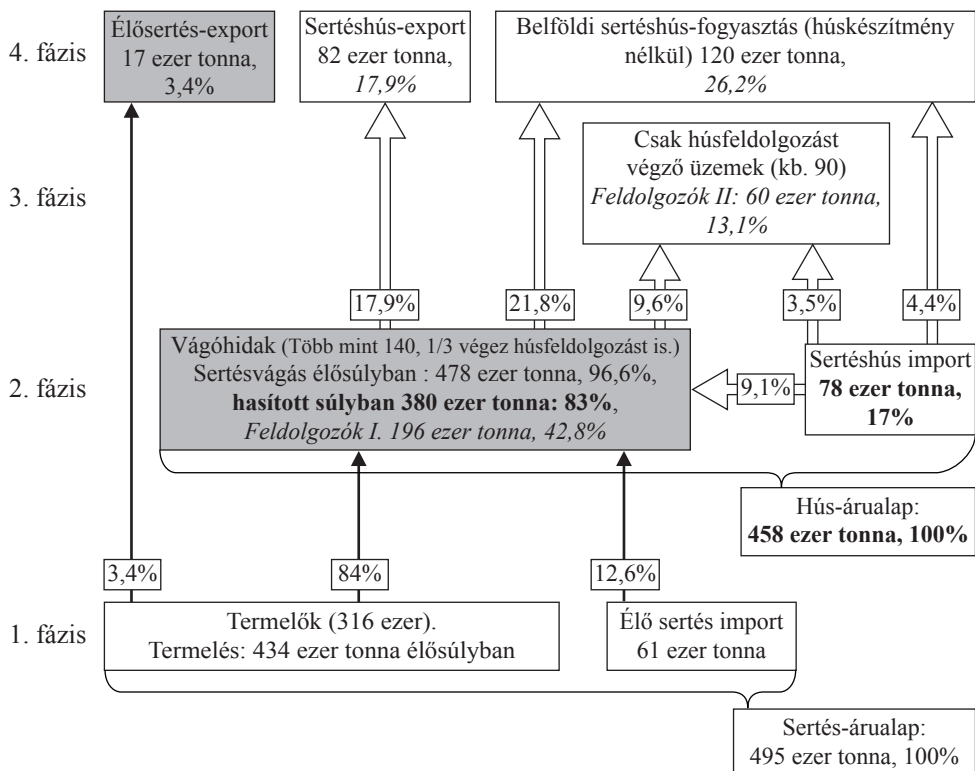 4. fázis
Élősertés-export
17 ezer tonna,
3,4%
Sertéshús-export
82 ezer tonna,
17,9%
Belföldi sertéshús-fogyasztás (húskészítmény
nélkül) 120 ezer tonna,
26,2%
3. fázis
Csak húsfeldolgozást
végző üzemek (kb. 90)
Feldolgozók II: 60 ezer tonna,
13,1%
17,9%
21,8%
9,6%
3,5%
4,4%
2. fázis
Vágóhidak (Több mint 140, 1/3 végez húsfeldolgozást is.)
Sertésvágás élősúlyban : 478 ezer tonna, 96,6%,
hasított súlyban 380 ezer tonna: 83%,
Feldolgozók I. 196 ezer tonna, 42,8%
9,1%
Sertéshús import
78 ezer tonna,
17%
Hús-árualap:
458 ezer tonna, 100%
3,4%
84%
12,6%
1. fázis
Termelők (316 ezer).
Termelés: 434 ezer tonna élősúlyban
Élő sertés import
61 ezer tonna
Sertés-árualap:
495 ezer tonna, 100%